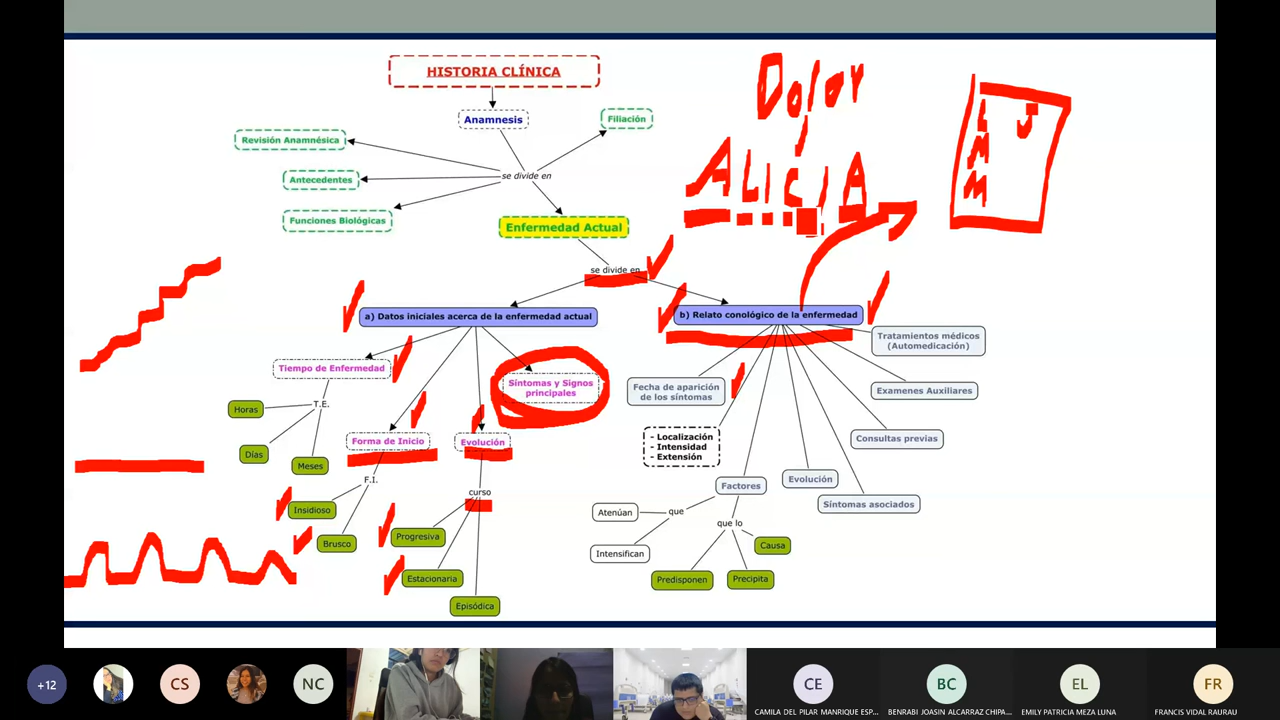 HISTORIA CLÍNICA
Anamnesis
Filiación
Revisión Anamnésica
Antecedentes
se divide en
Funciones Biológicas
Enfermedad Actual
Dolor
ALICIA
se divide en
a) Datos iniciales acerca de la enfermedad actual
b) Relato conológico de la enfermedad
Tiempo de Enfermedad
T.E.
Horas
Días
Meses
Forma de Inicio
F.I.
Insidioso
Brusco
Evolución
curso
Progresiva
Estacionaria
Episódica
Síntomas y Signos
principales
Fecha de aparición
de los síntomas
- Localización
- Intensidad
- Extensión
Factores
que
Atenúan
Intensifican
que lo
Causa
Predisponen
Precipita
Evolución
Síntomas asociados
Consultas previas
Examenes Auxiliares
Tratamientos médicos
(Automedicación)
+12
CS
NC
CE
CAMILA DEL PILAR MANRIQUE ESP...
BC
BENRABI JOASIN ALCARRAZ CHIPA...
EL
EMILY PATRICIA MEZA LUNA
FR
FRANCIS VIDAL RAURAU